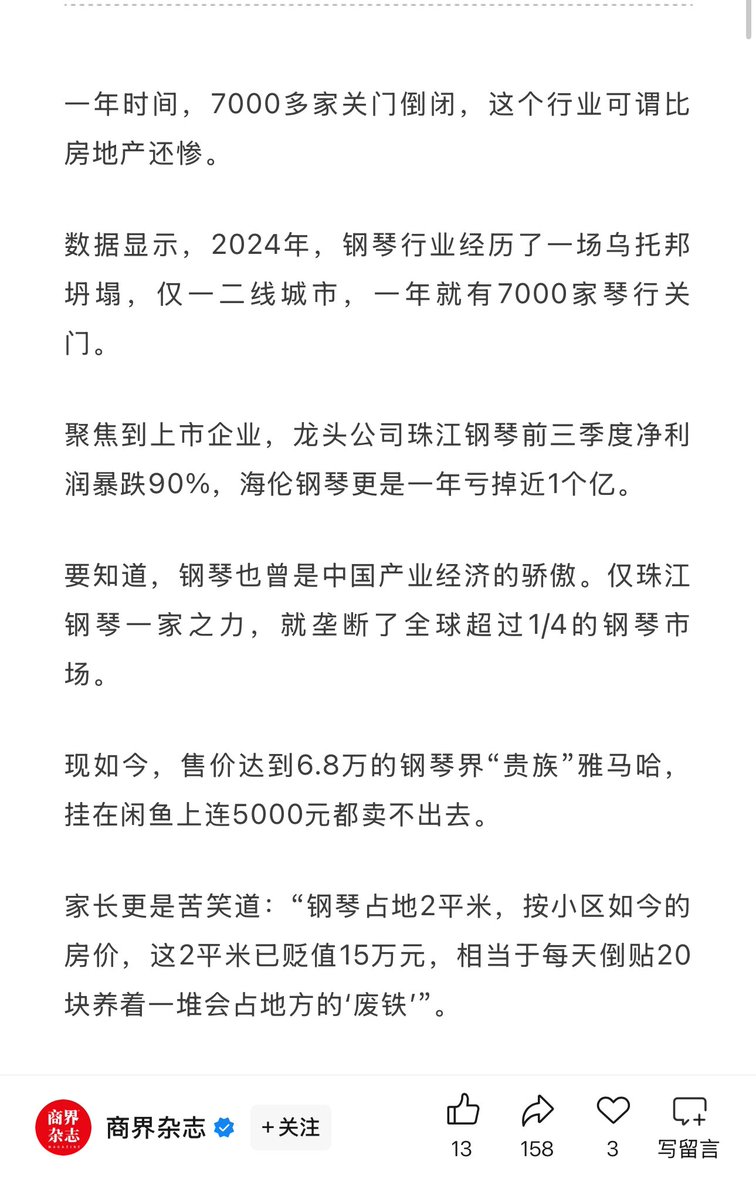 一年时间，7000多家关门倒闭，这个行业可谓比
房地产还惨。
数据显示，2024年，钢琴行业经历了一场乌托邦
坍塌，仅一二线城市，一年就有7000家琴行关
门。
聚焦到上市企业，龙头公司珠江钢琴前三季度净利
润暴跌90%，海伦钢琴更是一年亏掉近1个亿。
要知道，钢琴也曾是中国产业经济的骄傲。仅珠江
钢琴一家之力，就垄断了全球超过1/4的钢琴市
场。
现如今，售价达到6.8万的钢琴界“贵族”雅马哈，
挂在闲鱼上连5000元都卖不出去。
家长更是苦笑道：“钢琴占地2平米，按小区如今的
房价，这2平米已贬值15万元，相当于每天倒贴20
块养着一堆会占地方的‘废铁’”。
商界
杂志
MAGAZINE
商界杂志
+关注
13
158
3
写留言